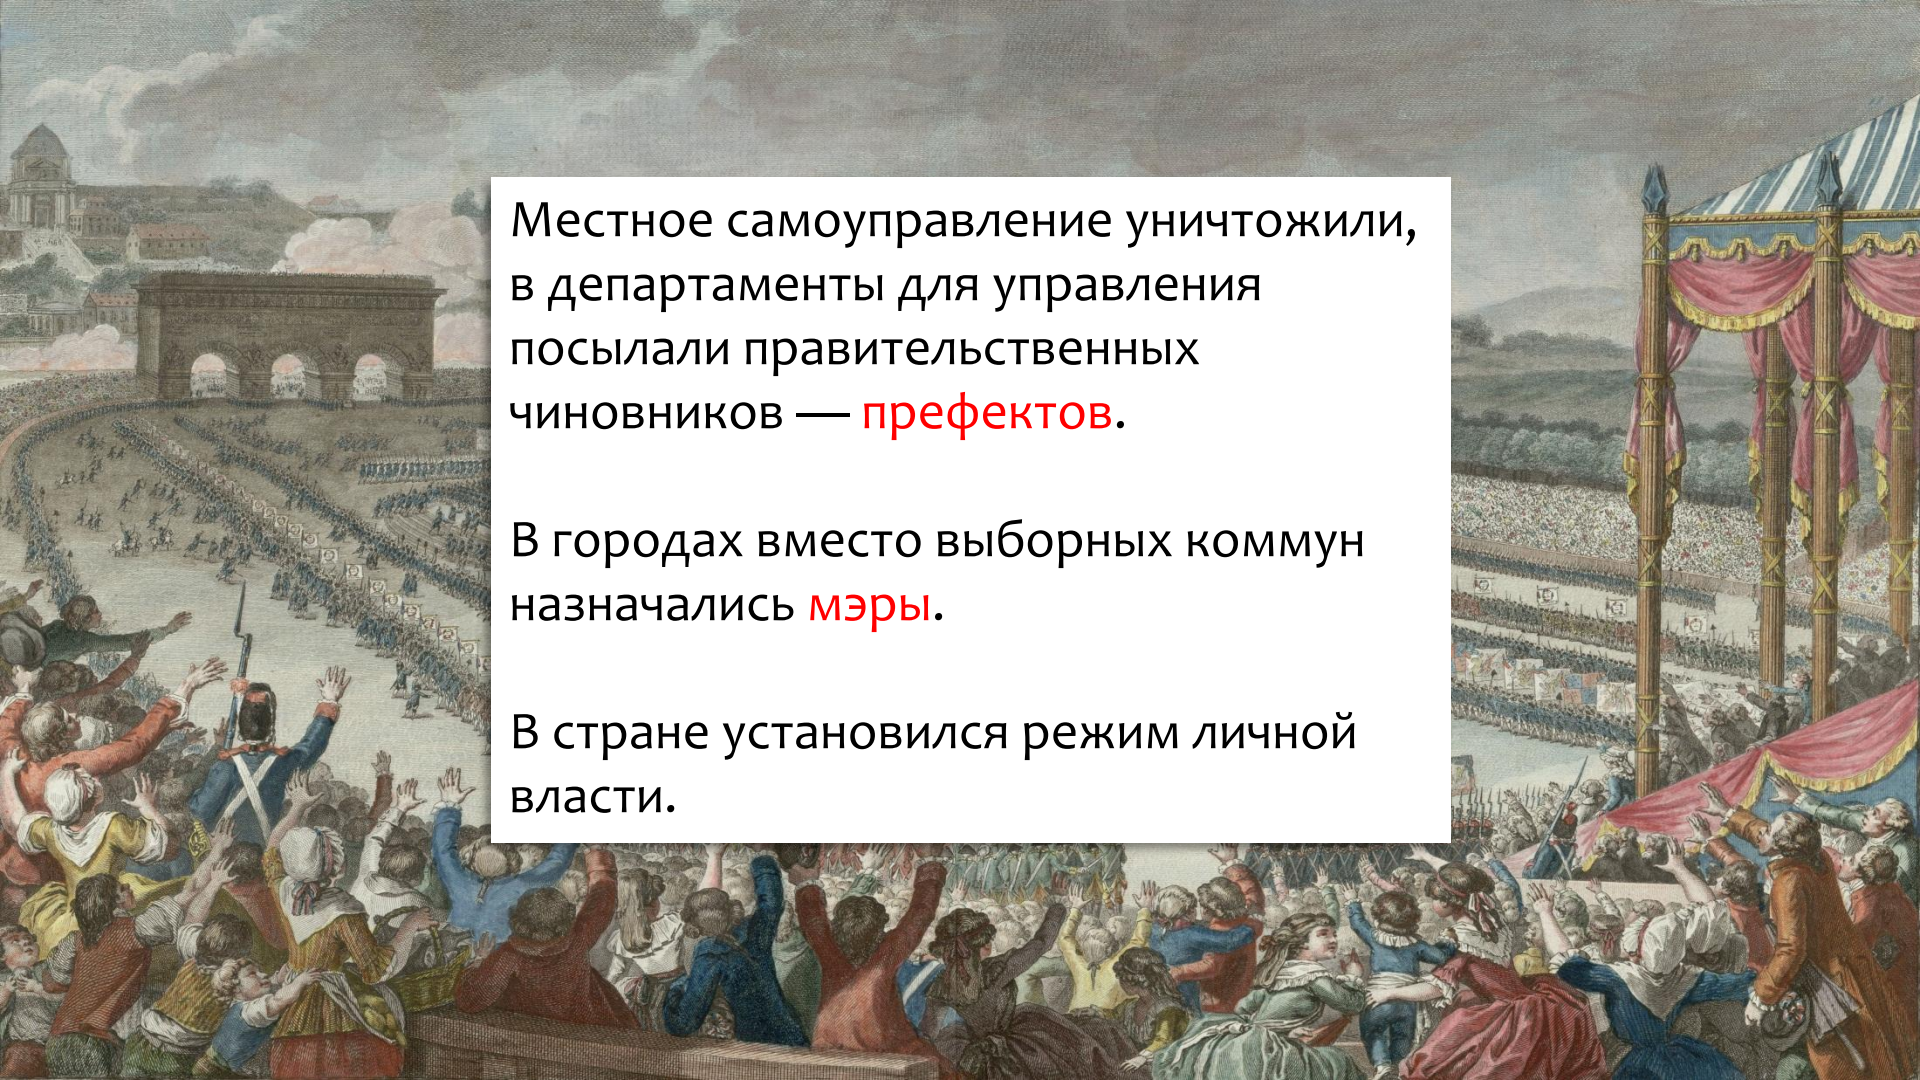 Местное самоуправление уничтожили,
в департаменты для управления
посылали правительственных
чиновников — префектов.
В городах вместо выборных коммун
назначались мэры.
В стране установился режим личной
власти.